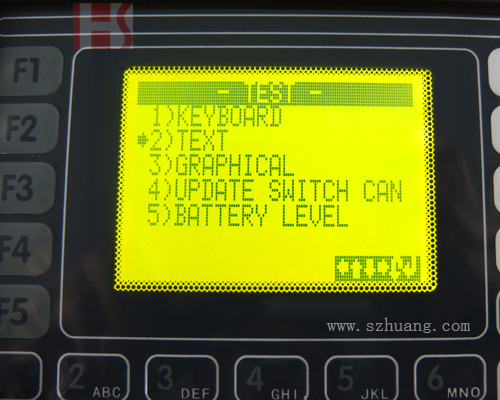 HS
F1
- TEST -
1)KEYBOARD
F2
2)TEXT
3)GRAPHICAL
F3
4)UPDATE SWITCH CAN
5)BATTERY LEVEL
F4
F5
www.szhuang.com
2 ABC
3 DEF
4 GHI
5 JKL
6 MNO